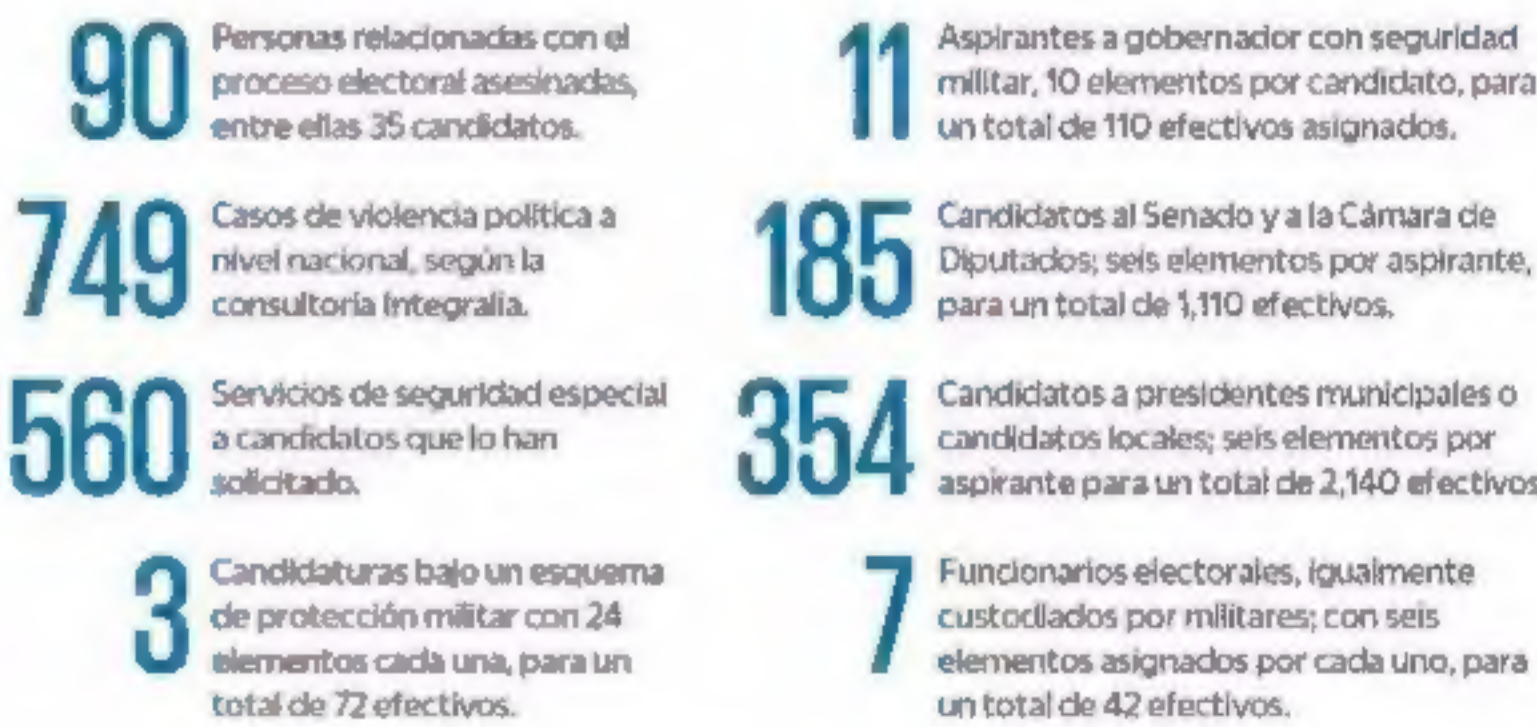 90
Personas relacionadas con el
proceso electoral asesinadas,
entre ellas 35 candidatos.
749
Casos de violencia política a
nivel nacional, según la
consultoría Integralia.
560
Servicios de seguridad especial
a candidatos que lo han
solicitado.
3
Candidaturas bajo un esquema
de protección militar con 24
elementos cada una, para un
total de 72 efectivos.
11
Aspirantes a gobernador con seguridad
militar, 10 elementos por candidato, para
un total de 110 efectivos asignados.
185
Candidatos al Senado y a la Cámara de
Diputados; seis elementos por aspirante,
para un total de 1,110 efectivos.
354
Candidatos a presidentes municipales o
candidatos locales; seis elementos por
aspirante para un total de 2,140 efectivos
7
Funcionarios electorales, igualmente
custodiados por militares; con seis
elementos asignados por cada uno, para
un total de 42 efectivos.